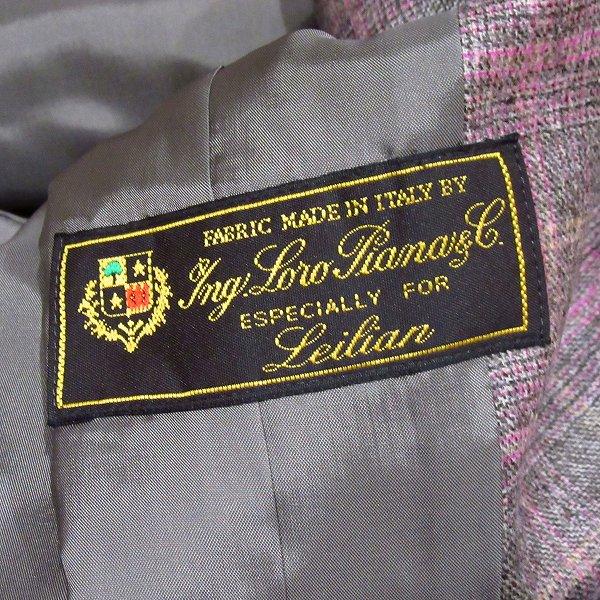 FABRIC MADE IN ITALY BY
Ing. Loro Piana & C.
ESPECIALLY FOR
Leilian